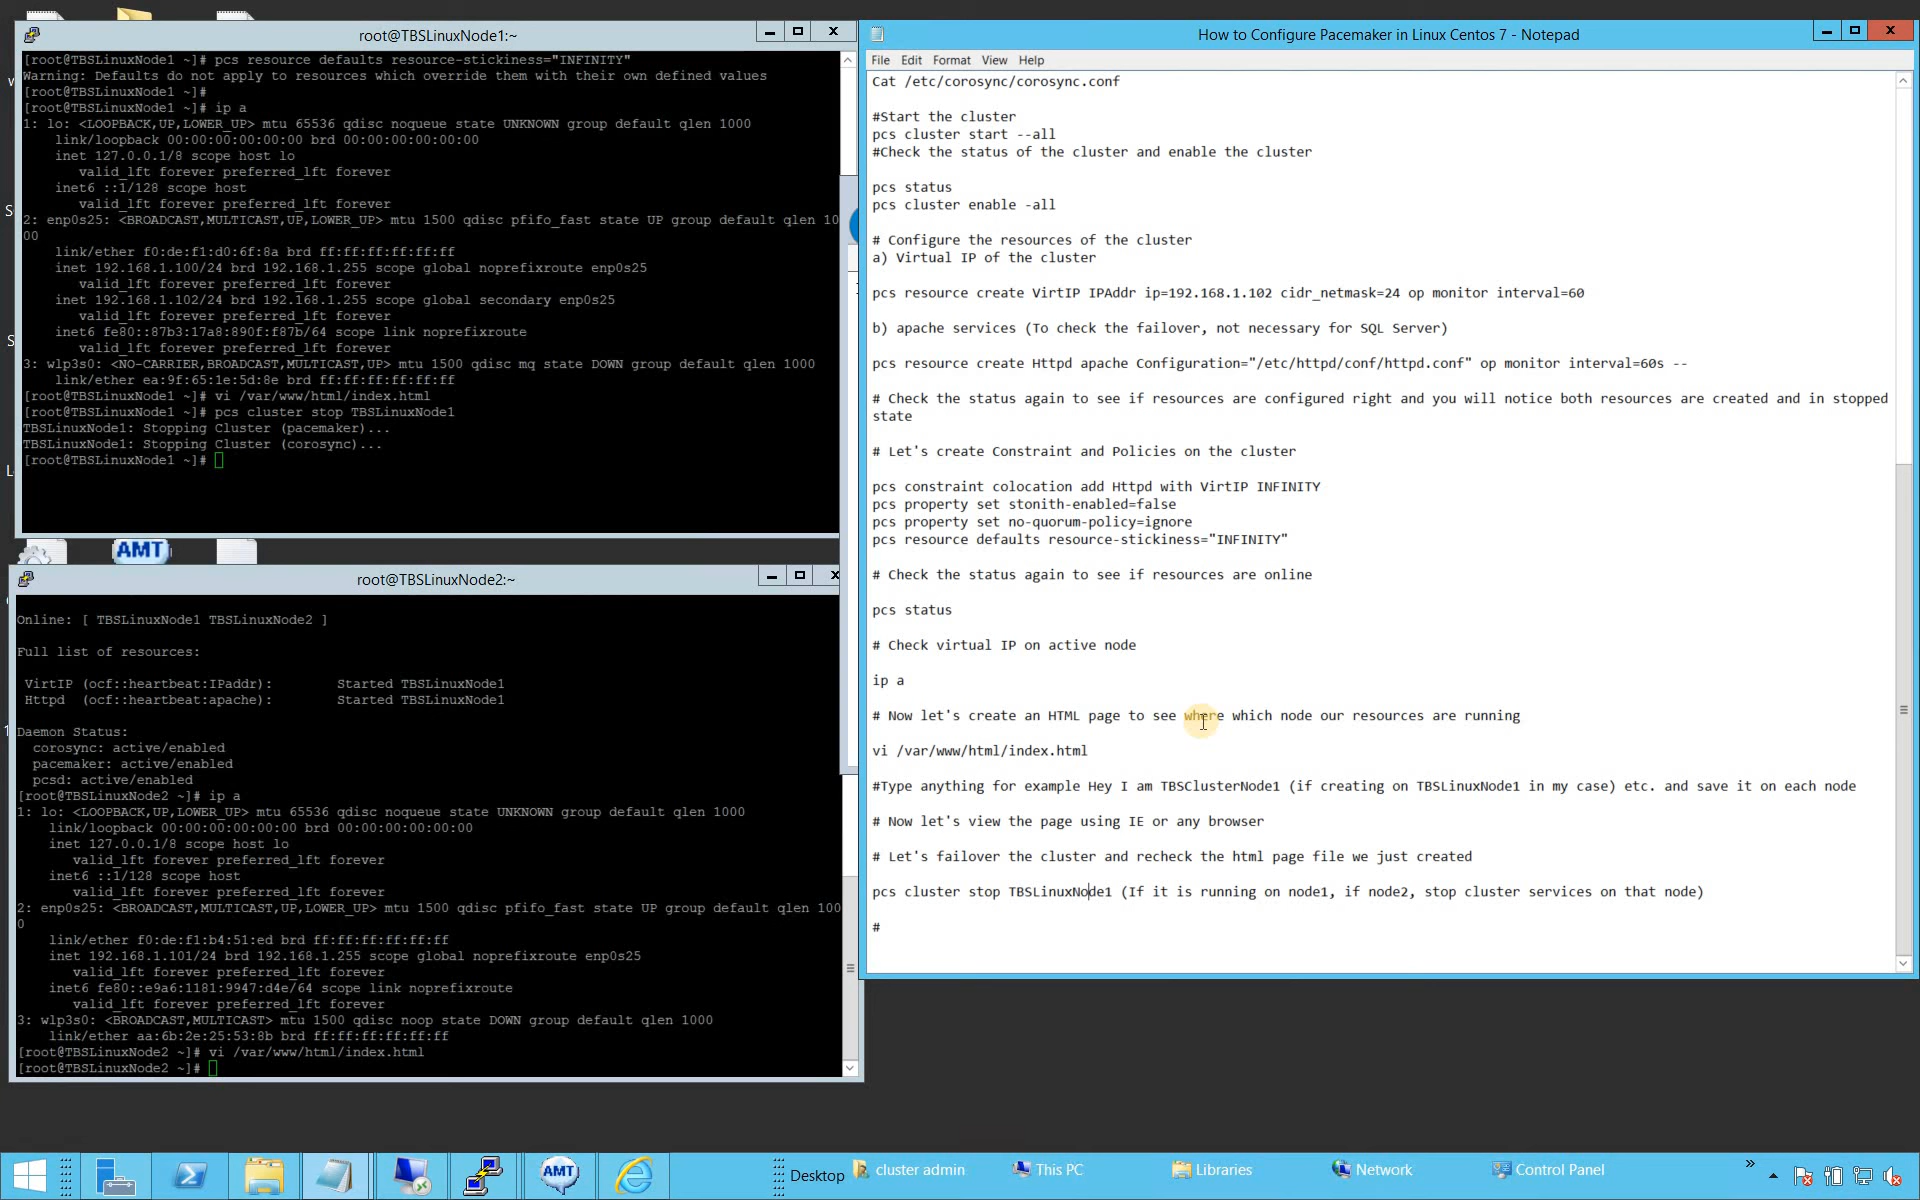 root@TBSLinuxNode1:~
[root@TBSLinuxNode1 ~]# pcs resource defaults resource-stickiness="INFINITY"
Warning: Defaults do not apply to resources which override them with their own defined values
[root@TBSLinuxNode1 ~]#
[root@TBSLinuxNode1 ~]# ip a
1: lo: <LOOPBACK,UP,LOWER_UP> mtu 65536 qdisc noqueue state UNKNOWN group default qlen 1000
link/loopback 00:00:00:00:00:00 brd 00:00:00:00:00:00
inet 127.0.0.1/8 scope host lo
valid_lft forever preferred_lft forever
inet6 ::1/128 scope host
valid_lft forever preferred_lft forever
2: enp0s25: <BROADCAST,MULTICAST,UP,LOWER_UP> mtu 1500 qdisc pfifo_fast state UP group default qlen 10
00
link/ether f0:de:f1:d0:6f:8a brd ff:ff:ff:ff:ff:ff
inet 192.168.1.100/24 brd 192.168.1.255 scope global noprefixroute enp0s25
valid_lft forever preferred_lft forever
inet 192.168.1.102/24 brd 192.168.1.255 scope global secondary enp0s25
valid_lft forever preferred_lft forever
inet6 fe80::87b3:17a8:890f:f87b/64 scope link noprefixroute
valid_lft forever preferred_lft forever
3: wlp3s0: <NO-CARRIER,BROADCAST,MULTICAST,UP> mtu 1500 qdisc mq state DOWN group default qlen 1000
link/ether ea:9f:65:1e:5d:8e brd ff:ff:ff:ff:ff:ff
[root@TBSLinuxNode1 ~]# vi /var/www/html/index.html
[root@TBSLinuxNode1 ~]# pcs cluster stop TBSLinuxNode1
TBSLinuxNode1: Stopping Cluster (pacemaker)...
TBSLinuxNode1: Stopping Cluster (corosync)...
[root@TBSLinuxNode1 ~]#
AMT
root@TBSLinuxNode2:~
Online: [ TBSLinuxNode1 TBSLinuxNode2 ]
Full list of resources:
VirtIP (ocf::heartbeat:IPaddr): Started TBSLinuxNode1
Httpd (ocf::heartbeat:apache): Started TBSLinuxNode1
Daemon Status:
corosync: active/enabled
pacemaker: active/enabled
pcsd: active/enabled
[root@TBSLinuxNode2 ~]# ip a
1: lo: <LOOPBACK,UP,LOWER_UP> mtu 65536 qdisc noqueue state UNKNOWN group default qlen 1000
link/loopback 00:00:00:00:00:00 brd 00:00:00:00:00:00
inet 127.0.0.1/8 scope host lo
valid_lft forever preferred_lft forever
inet6 ::1/128 scope host
valid_lft forever preferred_lft forever
2: enp0s25: <BROADCAST,MULTICAST,UP,LOWER_UP> mtu 1500 qdisc pfifo_fast state UP group default qlen 100
0
link/ether f0:de:f1:b4:51:ed brd ff:ff:ff:ff:ff:ff
inet 192.168.1.101/24 brd 192.168.1.255 scope global noprefixroute enp0s25
valid_lft forever preferred_lft forever
inet6 fe80::e9a6:1181:9947:d4e/64 scope link noprefixroute
valid_lft forever preferred_lft forever
3: wlp3s0: <BROADCAST,MULTICAST> mtu 1500 qdisc noop state DOWN group default qlen 1000
link/ether aa:6b:2e:25:53:8b brd ff:ff:ff:ff:ff:ff
[root@TBSLinuxNode2 ~]# vi /var/www/html/index.html
[root@TBSLinuxNode2 ~]#
How to Configure Pacemaker in Linux Centos 7 - Notepad
File Edit Format View Help
Cat /etc/corosync/corosync.conf
#Start the cluster
pcs cluster start --all
#Check the status of the cluster and enable the cluster
pcs status
pcs cluster enable -all
# Configure the resources of the cluster
a) Virtual IP of the cluster
pcs resource create VirtIP IPAddr ip=192.168.1.102 cidr_netmask=24 op monitor interval=60
b) apache services (To check the failover, not necessary for SQL Server)
pcs resource create Httpd apache Configuration="/etc/httpd/conf/httpd.conf" op monitor interval=60s --
# Check the status again to see if resources are configured right and you will notice both resources are created and in stopped
state
# Let's create Constraint and Policies on the cluster
pcs constraint colocation add Httpd with VirtIP INFINITY
pcs property set stonith-enabled=false
pcs property set no-quorum-policy=ignore
pcs resource defaults resource-stickiness="INFINITY"
# Check the status again to see if resources are online
pcs status
# Check virtual IP on active node
ip a
# Now let's create an HTML page to see where which node our resources are running
vi /var/www/html/index.html
#Type anything for example Hey I am TBSClusterNode1 (if creating on TBSLinuxNode1 in my case) etc. and save it on each node
# Now let's view the page using IE or any browser
# Let's failover the cluster and recheck the html page file we just created
pcs cluster stop TBSLinuxNode1 (If it is running on node1, if node2, stop cluster services on that node)
#
AMT
Desktop
cluster admin
This PC
Libraries
Network
Control Panel